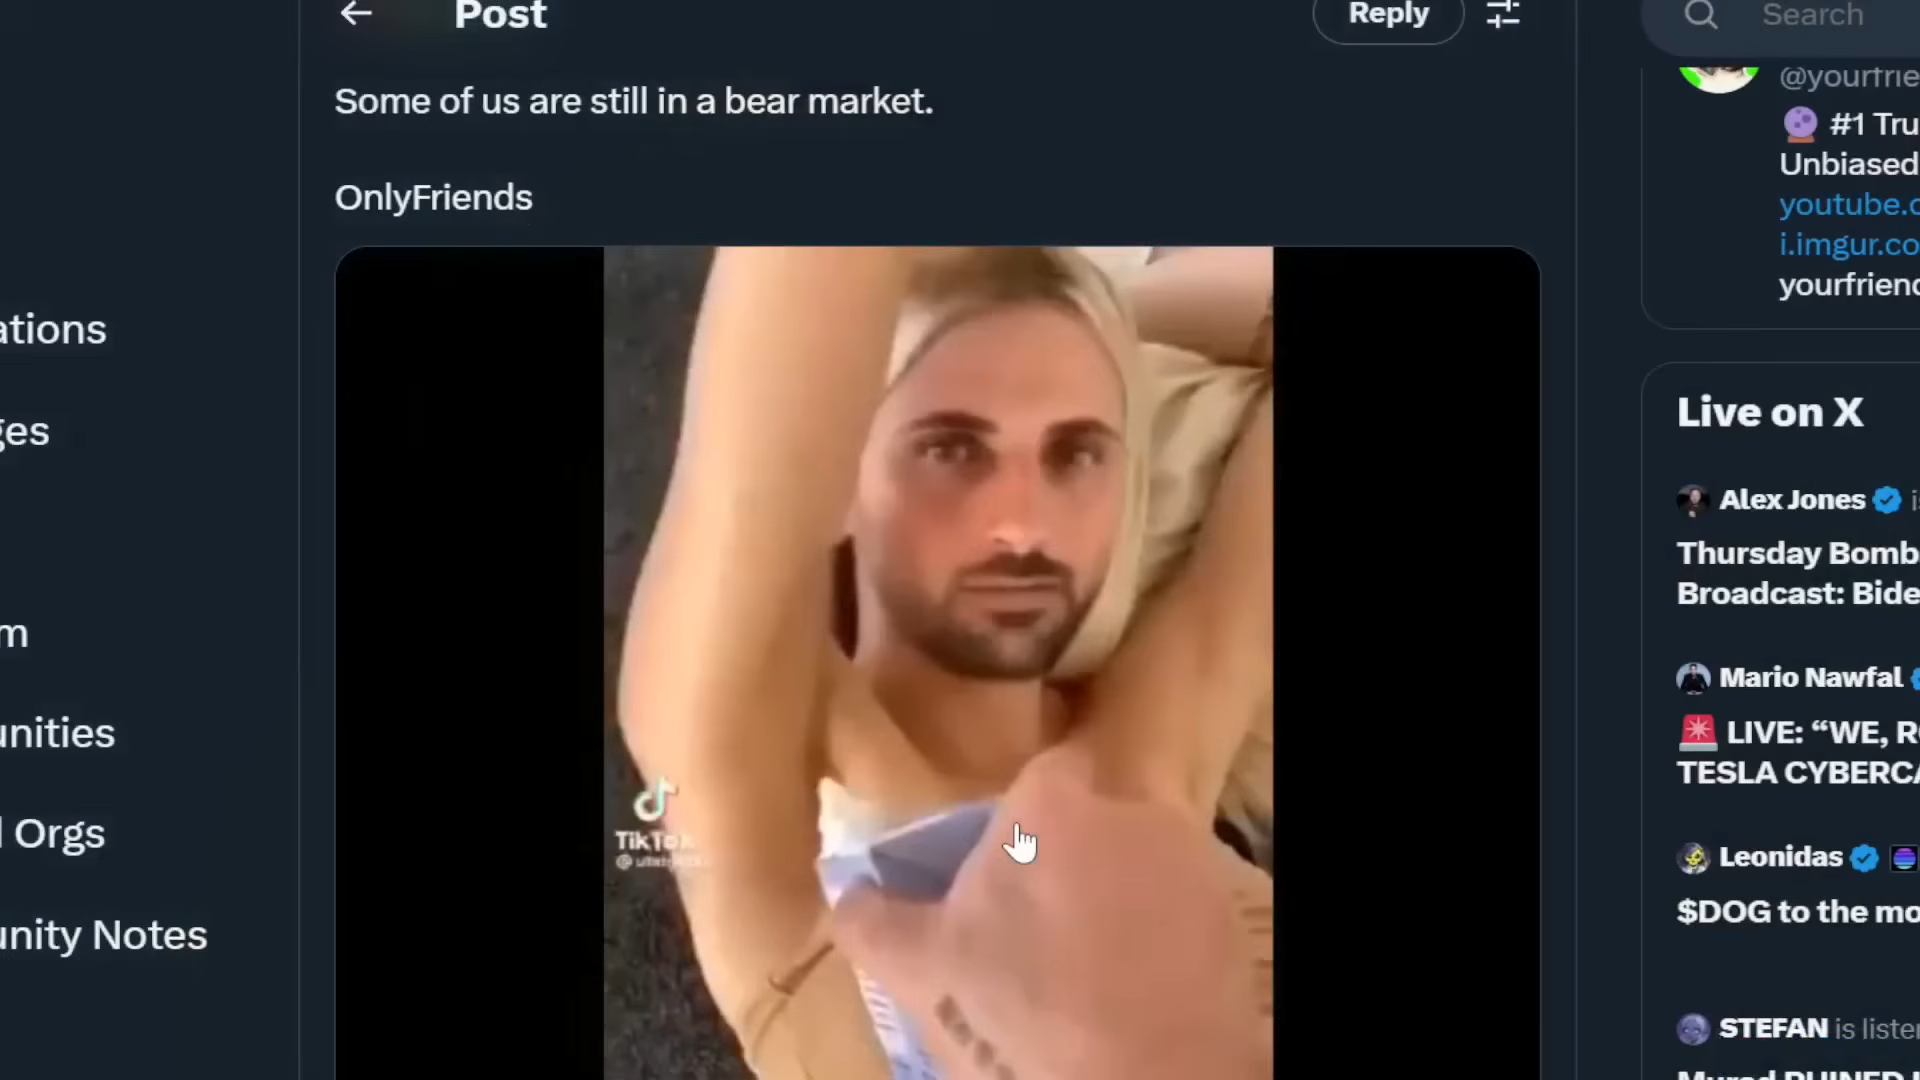 Post
Reply
Search
Some of us are still in a bear market.
OnlyFriends
ations
ges
m
unities
Orgs
unity Notes
TikTok
@yourfrie
🔮 #1 Tru
Unbiased
youtube.c
i.imgur.co
yourfriend
Live on X
Alex Jones
Thursday Bomb
Broadcast: Bide
Mario Nawfal
🚨 LIVE: “WE, R
TESLA CYBERCA
Leonidas
$DOG to the mo
STEFAN is listen